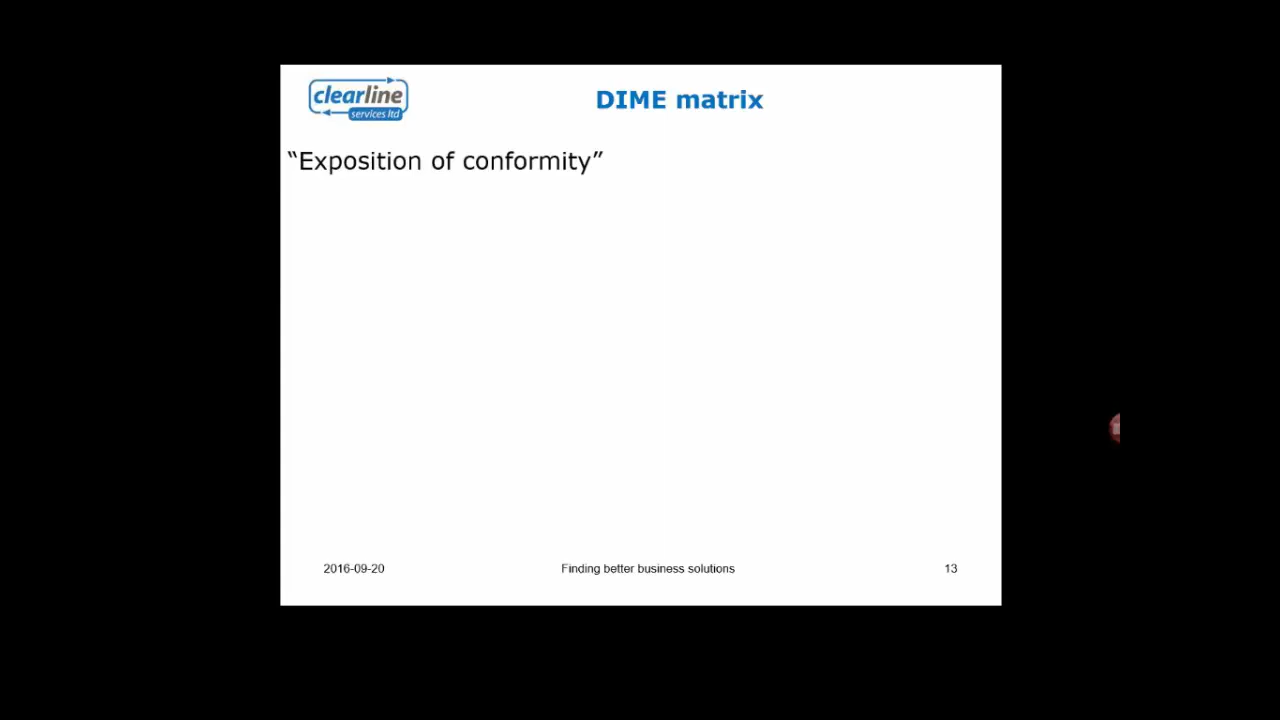 clearline
services ltd
DIME matrix
“Exposition of conformity”
2016-09-20
Finding better business solutions
13